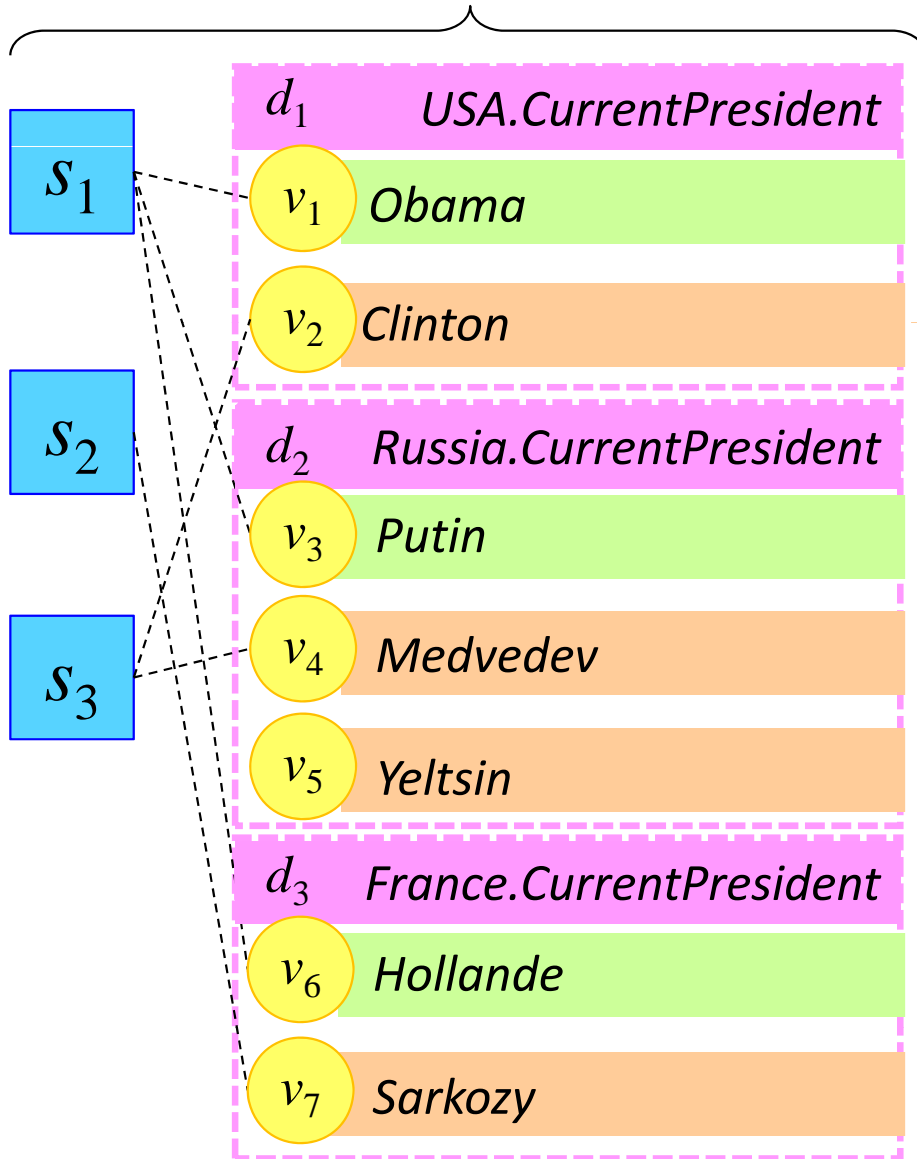 d₁ USA.CurrentPresident
s₁
v₁ Obama
v₂ Clinton
s₂
d₂ Russia.CurrentPresident
v₃ Putin
s₃
v₄ Medvedev
v₅ Yeltsin
d₃ France.CurrentPresident
v₆ Hollande
v₇ Sarkozy